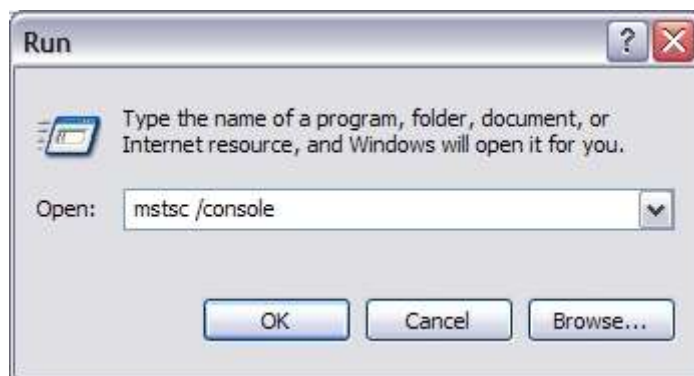 Run
?
Type the name of a program, folder, document, or
Internet resource, and Windows will open it for you.
Open: mstsc /console
OK Cancel Browse...